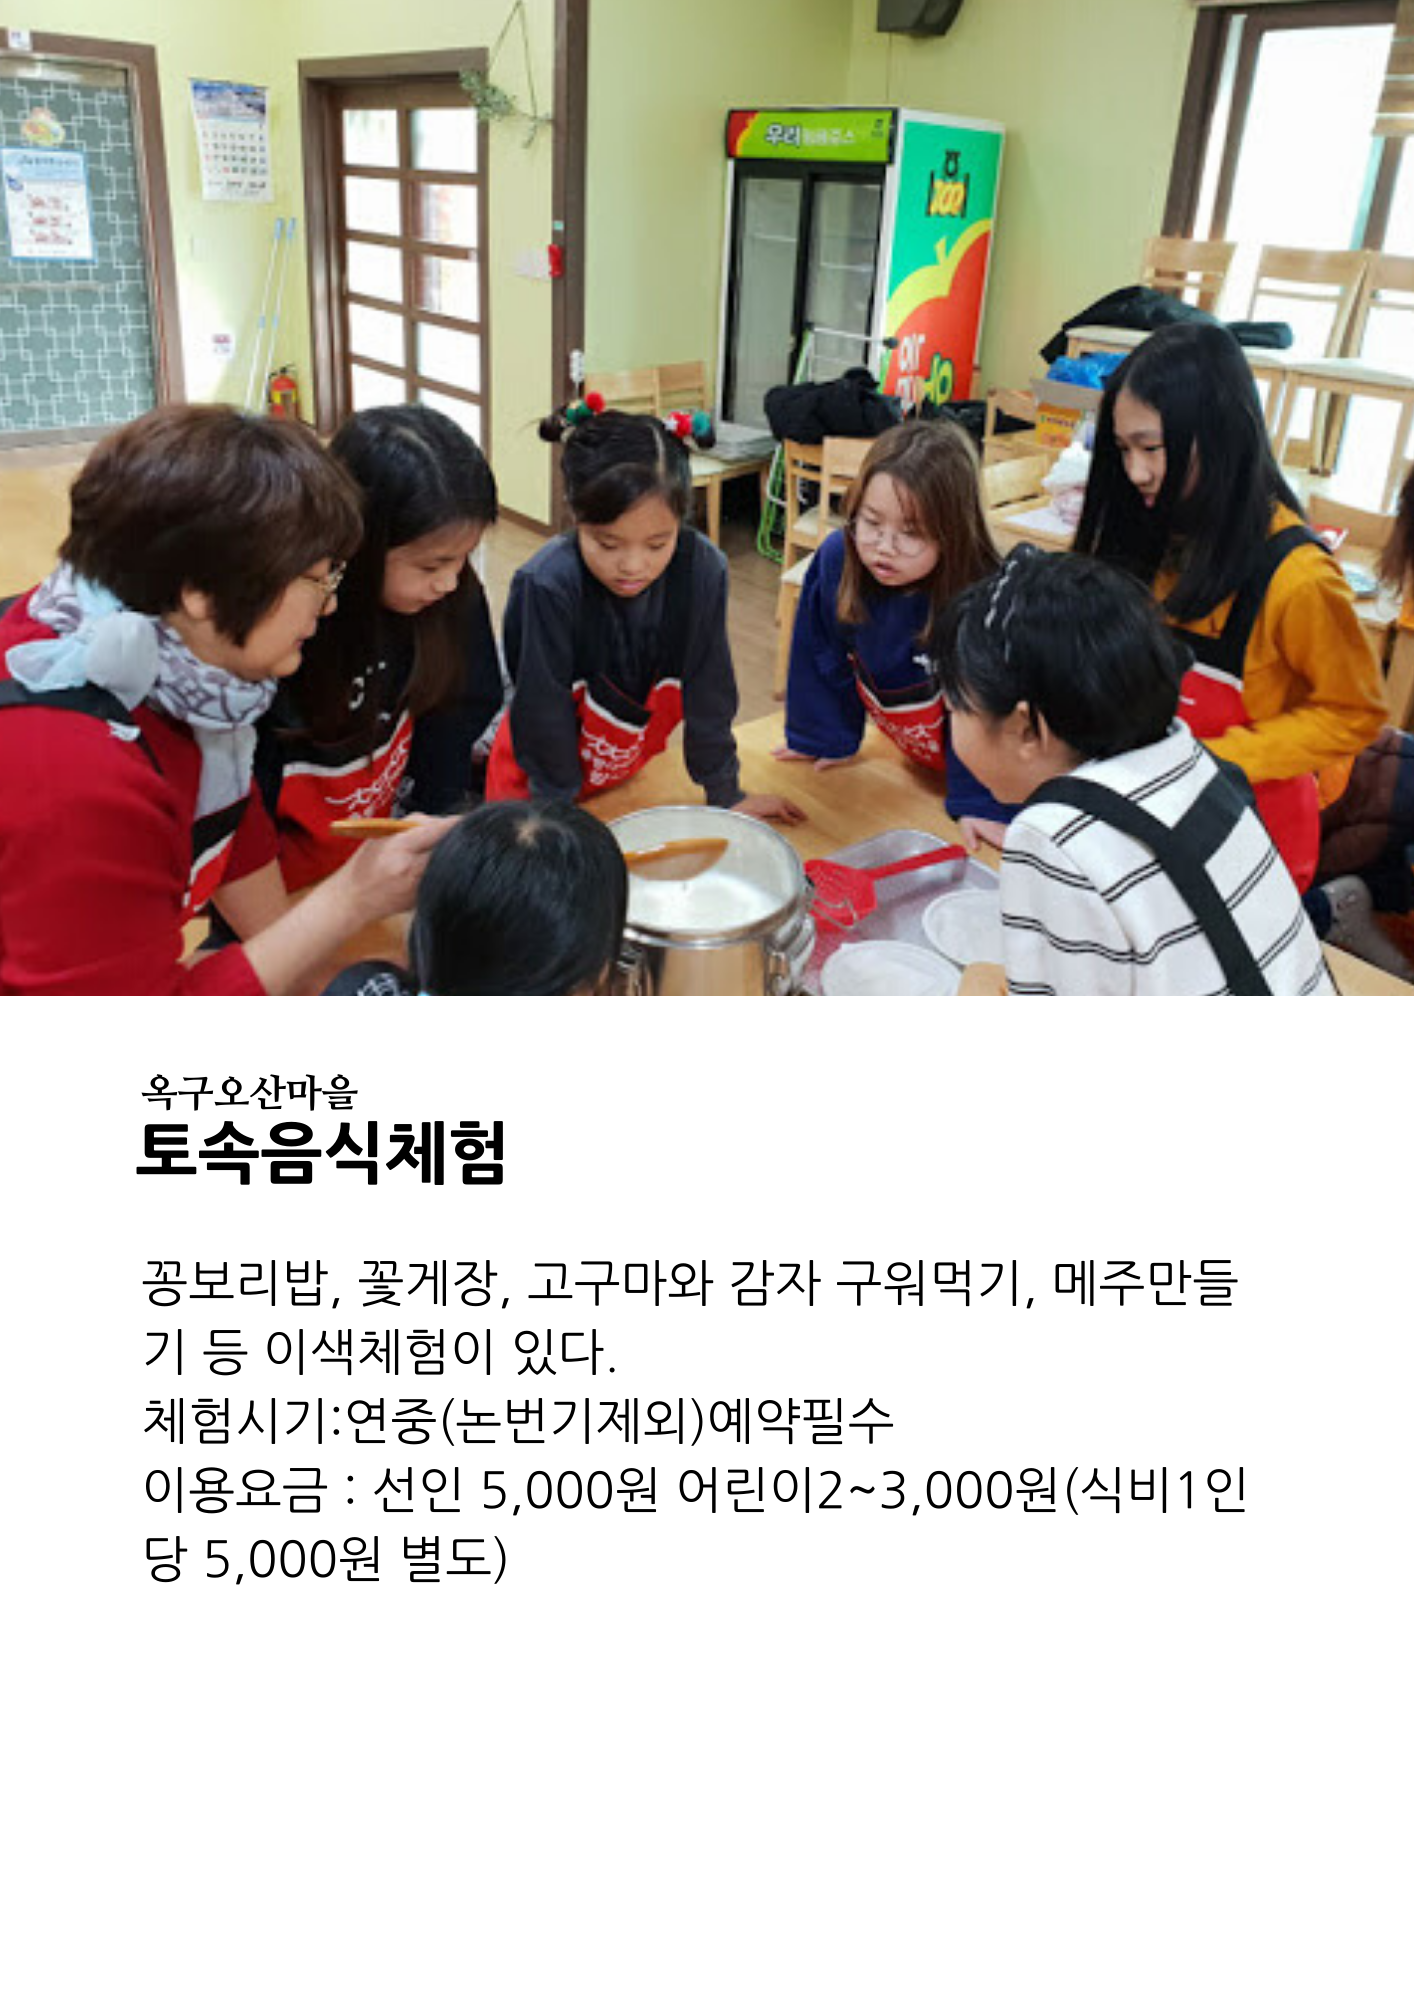 우리
옥구오산마을
토속음식체험
꽁보리밥, 꽃게장, 고구마와 감자 구워먹기, 메주만들
기 등 이색체험이 있다.
체험시기:연중(논번기제외)예약필수
이용요금 : 선인 5,000원 어린이2~3,000원(식비1인
당 5,000원 별도)